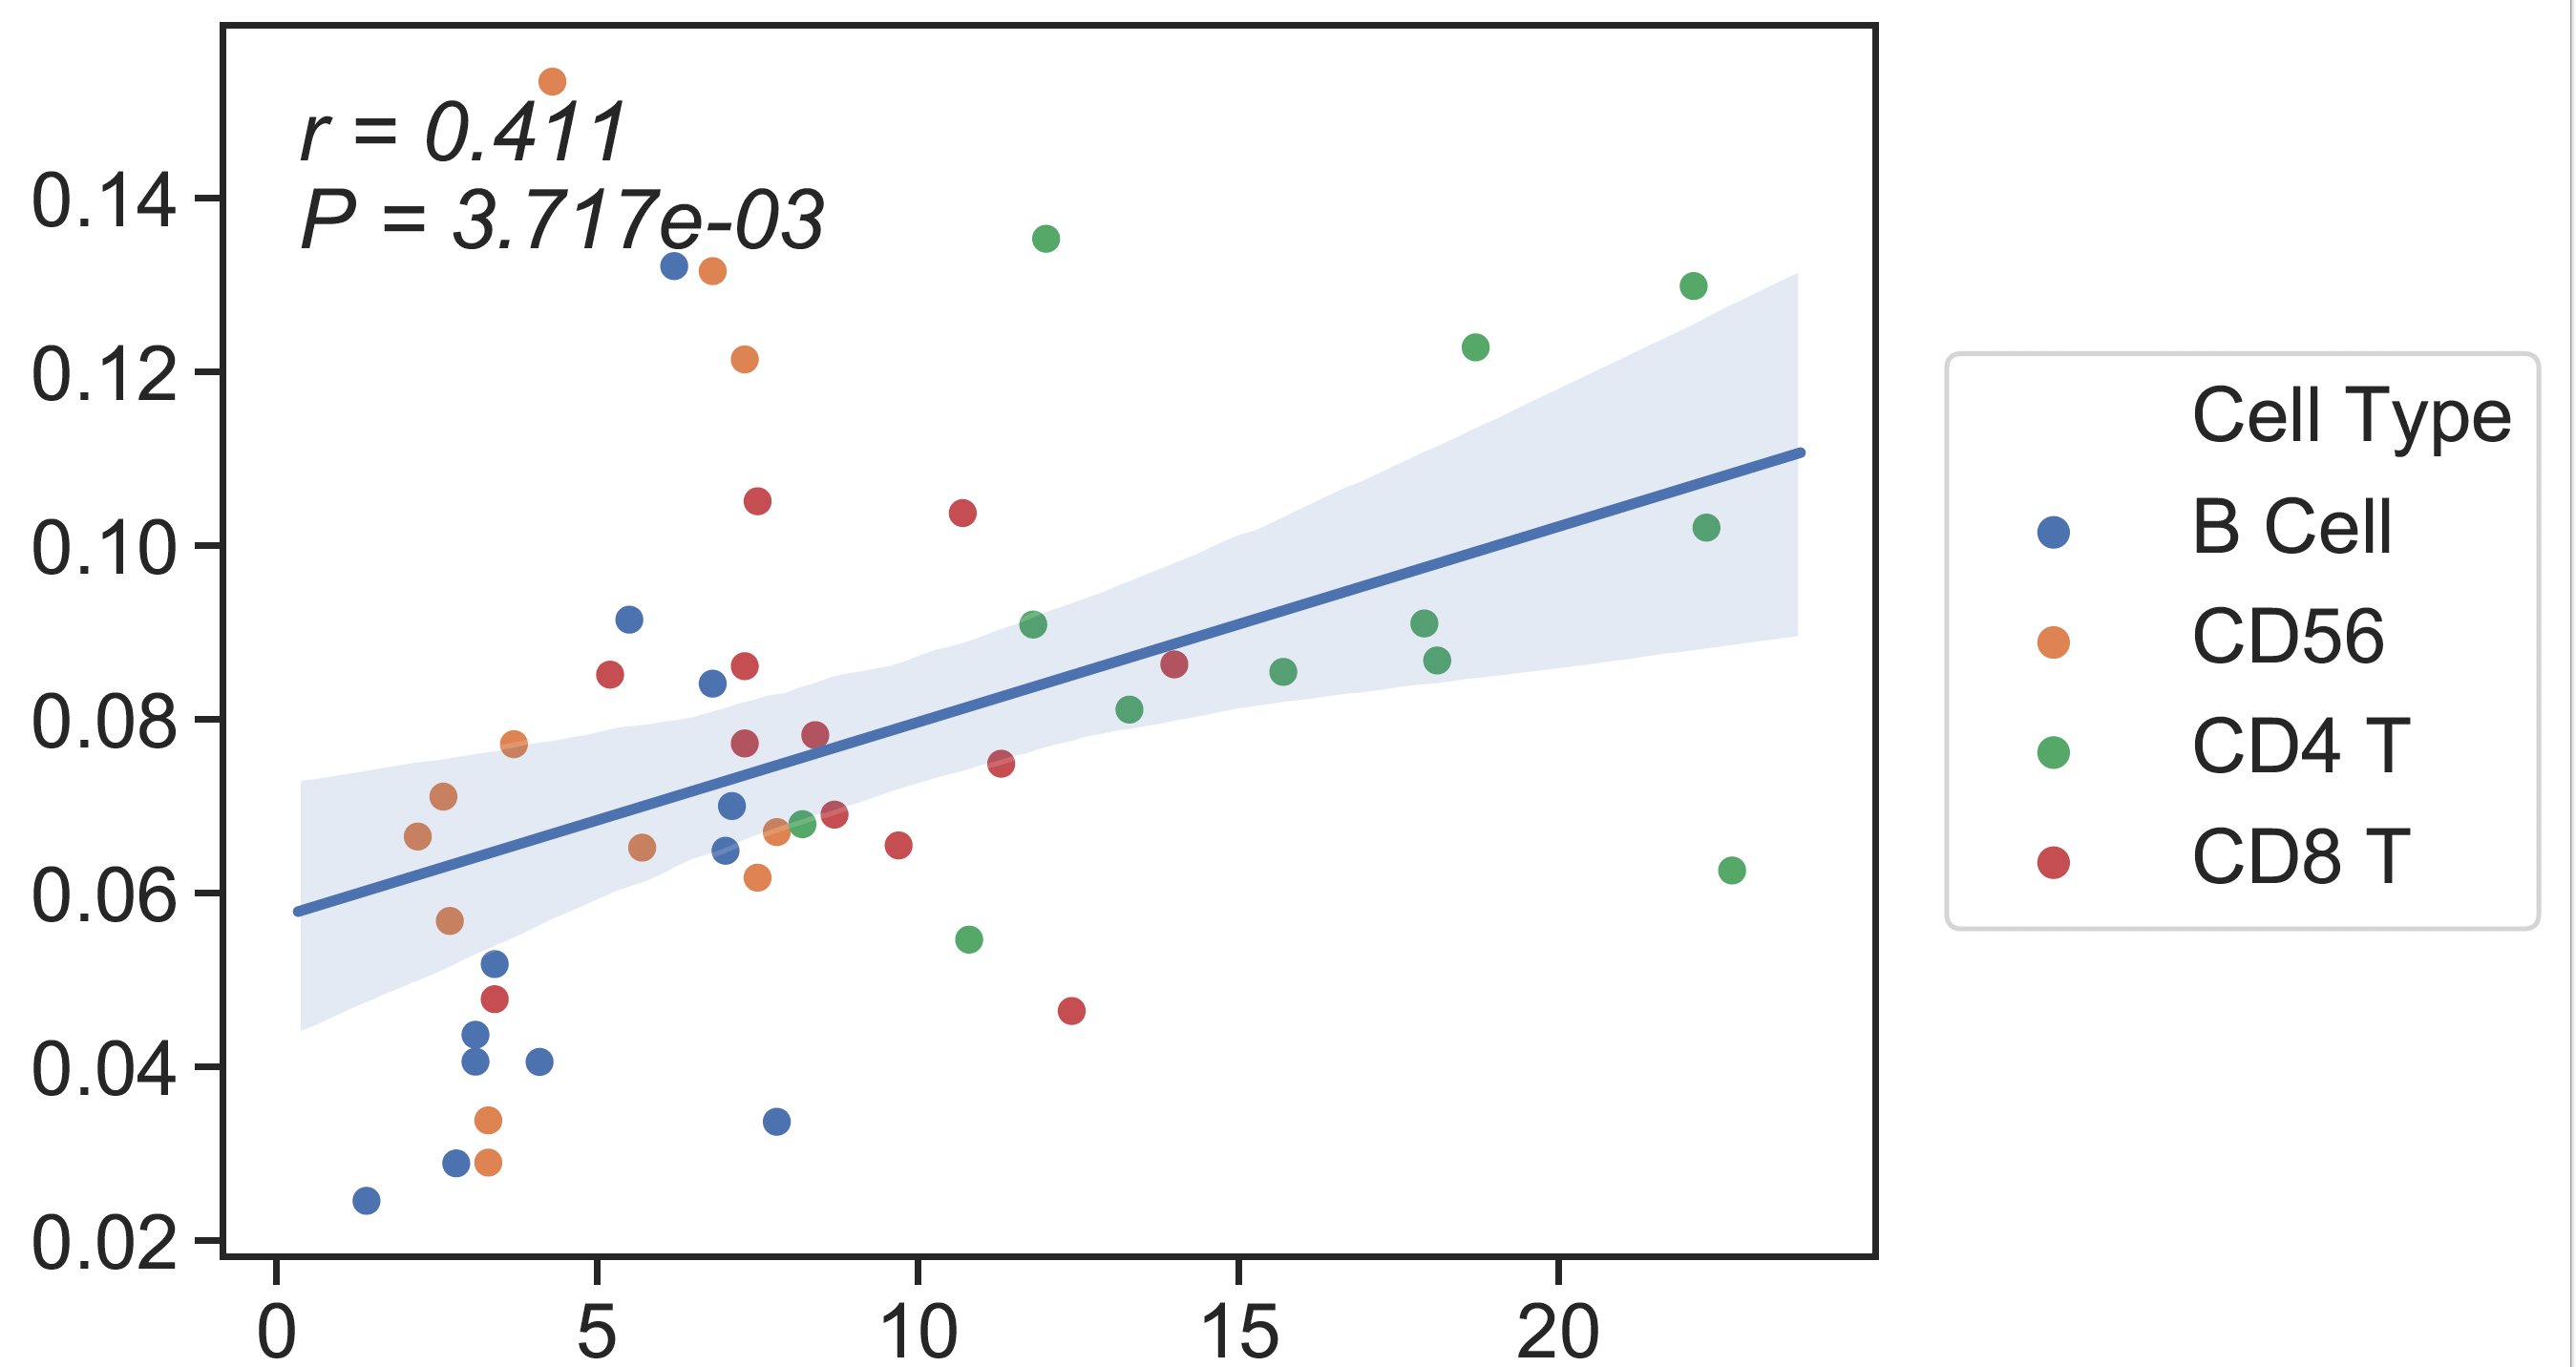 r = 0.411
P = 3.717e-03
0.14
0.12
0.10
0.08
0.06
0.04
0.02
0 5 10 15 20
Cell Type
B Cell
CD56
CD4 T
CD8 T